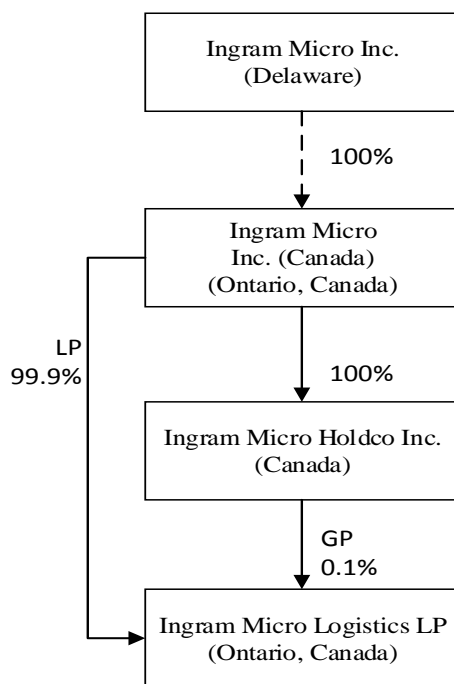 Ingram Micro Inc.
(Delaware)
100%
Ingram Micro
Inc. (Canada)
(Ontario, Canada)
LP
99.9%
100%
Ingram Micro Holdco Inc.
(Canada)
GP
0.1%
Ingram Micro Logistics LP
(Ontario, Canada)